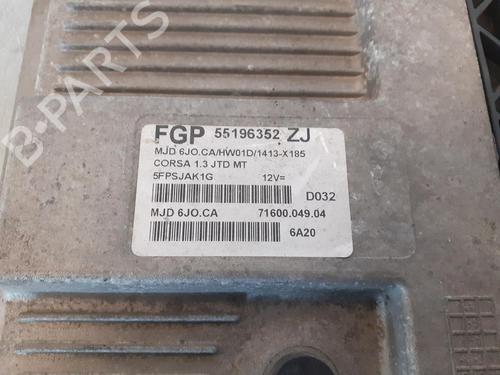 FGP 55196352 ZJ
MJD 6JO.CA/HW01D/1413-X185
CORSA 1.3 JTD MT
5FPSJAK1G 12V=
D032
MJD 6JO.CA 71600.049.04
6A20
B-PARTS